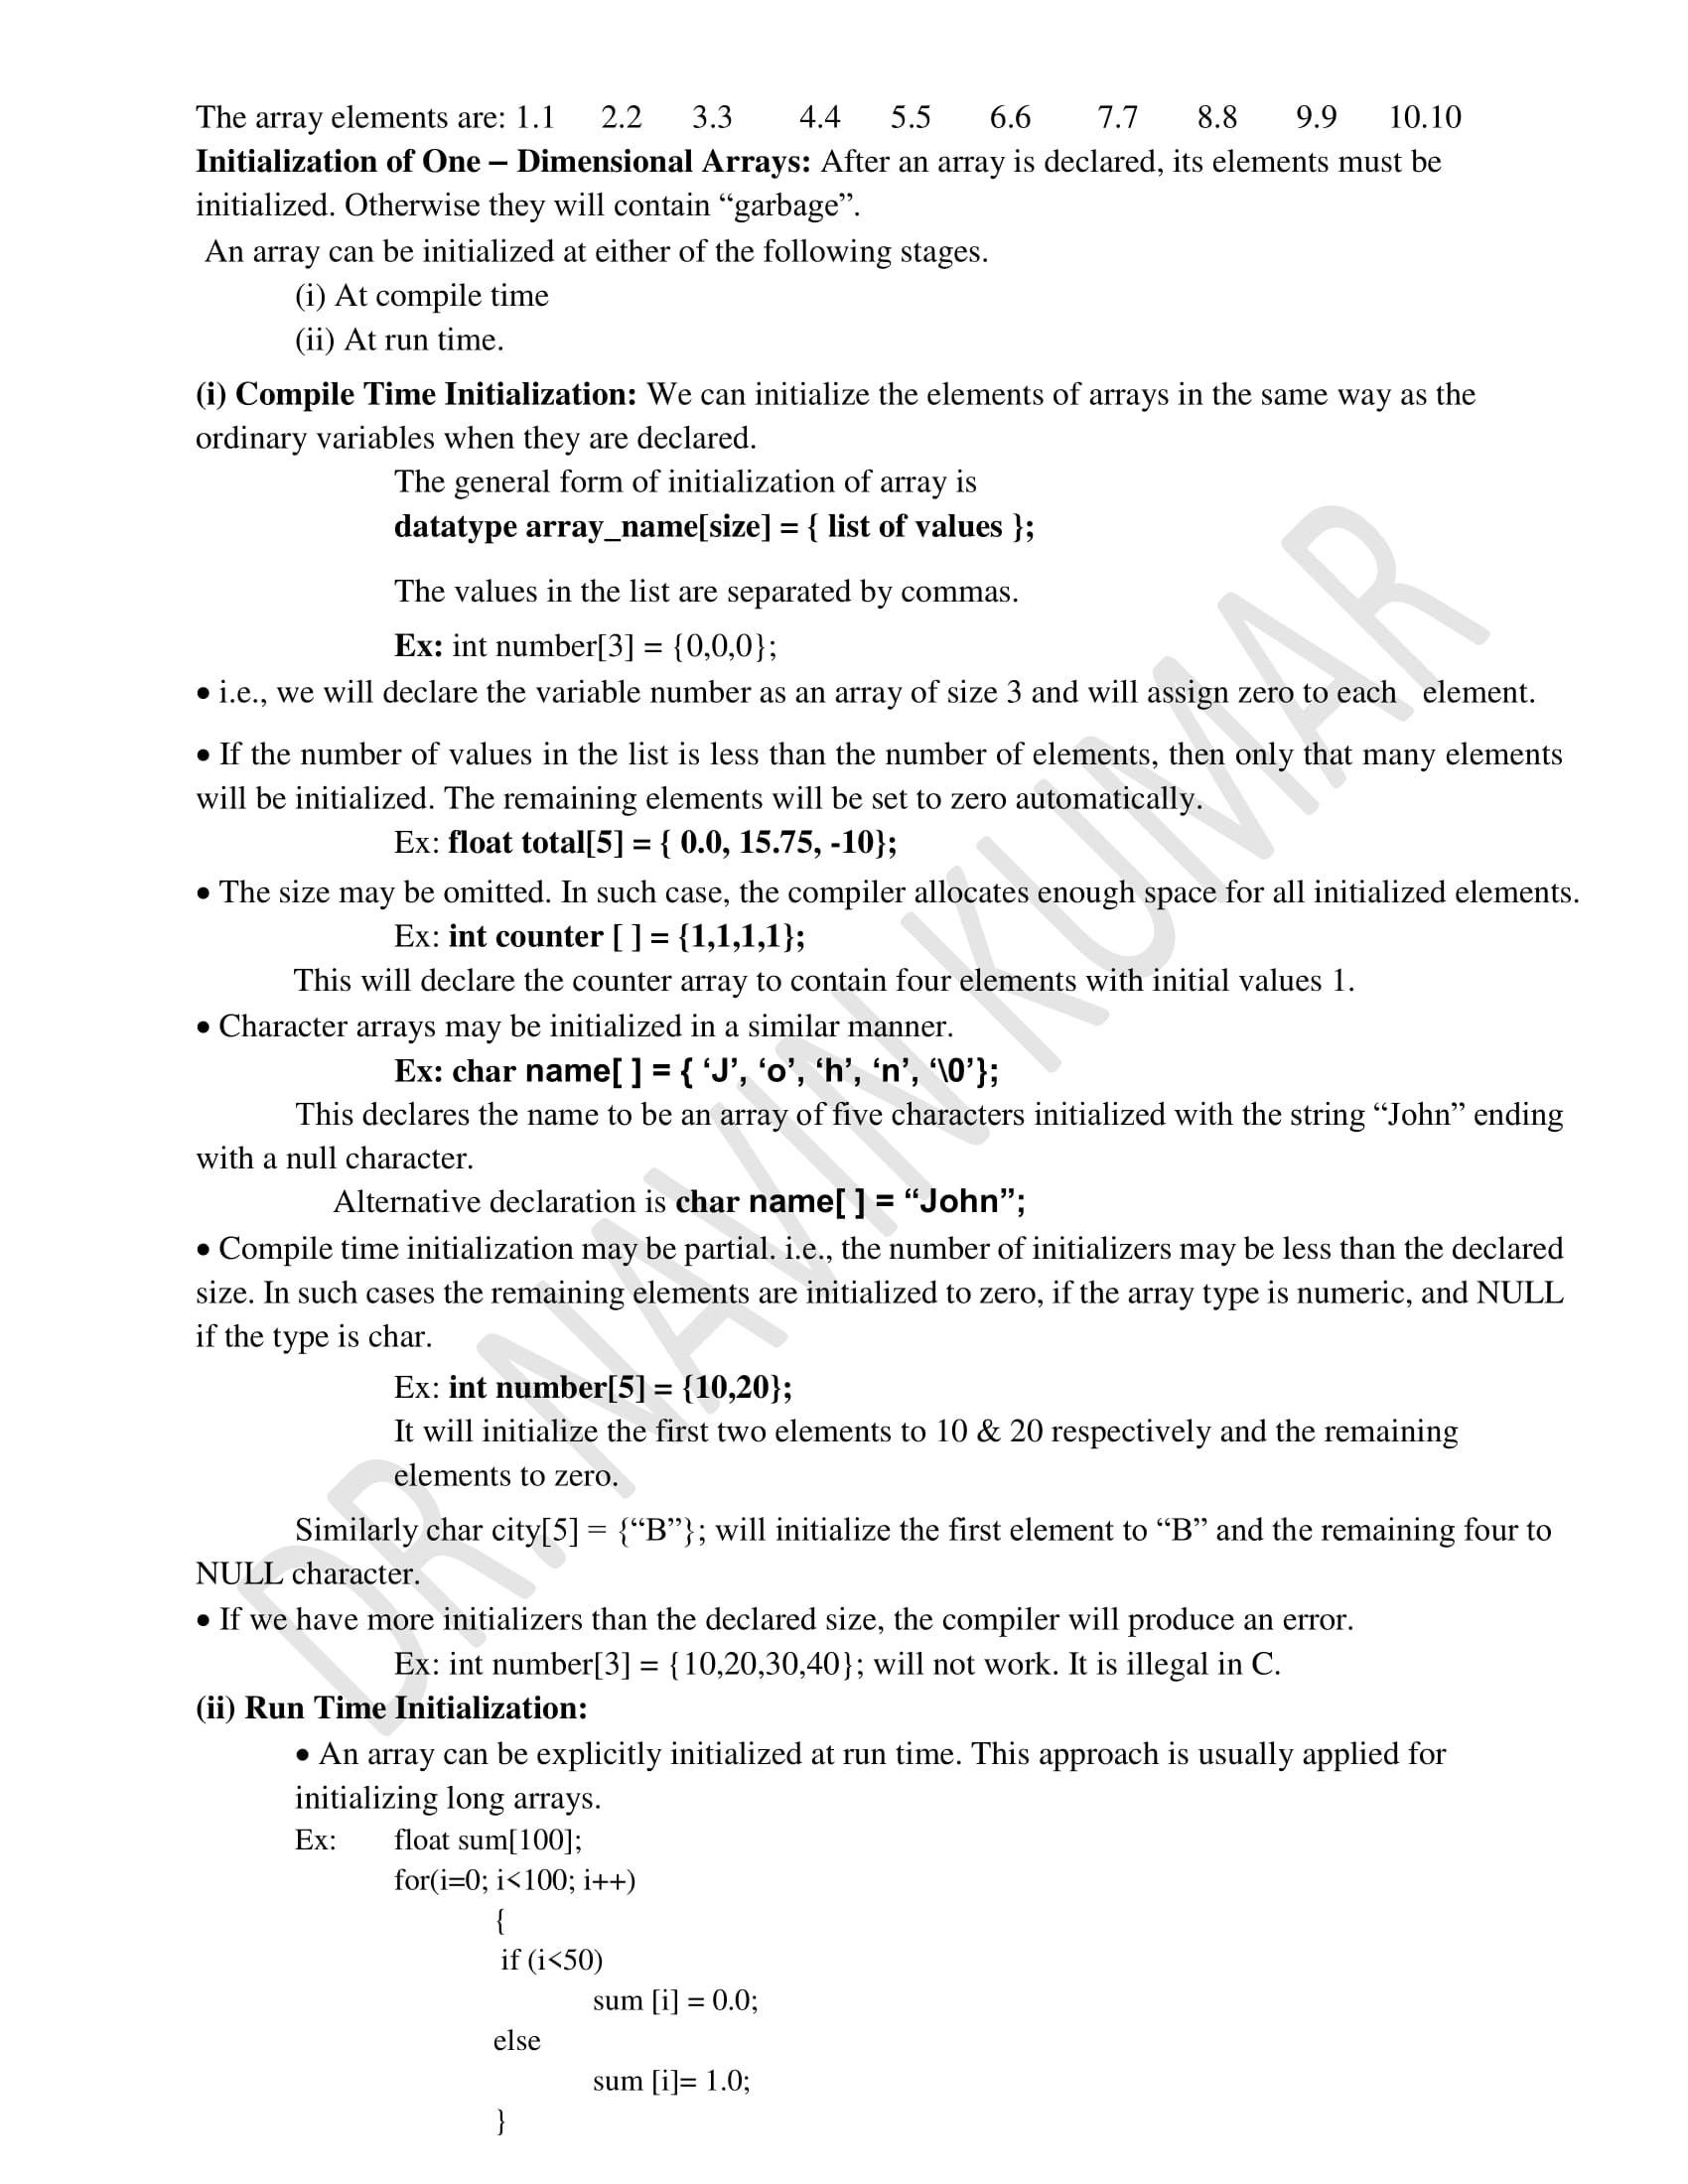 The array elements are: 1.1 2.2 3.3 4.4 5.5 6.6 7.7 8.8 9.9 10.10
Initialization of One – Dimensional Arrays: After an array is declared, its elements must be
initialized. Otherwise they will contain “garbage”.
An array can be initialized at either of the following stages.
(i) At compile time
(ii) At run time.
(i) Compile Time Initialization: We can initialize the elements of arrays in the same way as the
ordinary variables when they are declared.
The general form of initialization of array is
datatype array_name[size] = { list of values };
The values in the list are separated by commas.
Ex: int number[3] = {0,0,0};
• i.e., we will declare the variable number as an array of size 3 and will assign zero to each element.
• If the number of values in the list is less than the number of elements, then only that many elements
will be initialized. The remaining elements will be set to zero automatically.
Ex: float total[5] = { 0.0, 15.75, -10};
• The size may be omitted. In such case, the compiler allocates enough space for all initialized elements.
Ex: int counter [ ] = {1,1,1,1};
This will declare the counter array to contain four elements with initial values 1.
• Character arrays may be initialized in a similar manner.
Ex: char name[ ] = { ‘J’, ‘o’, ‘h’, ‘n’, ‘\0’};
This declares the name to be an array of five characters initialized with the string “John” ending
with a null character.
Alternative declaration is char name[ ] = “John”;
• Compile time initialization may be partial. i.e., the number of initializers may be less than the declared
size. In such cases the remaining elements are initialized to zero, if the array type is numeric, and NULL
if the type is char.
Ex: int number[5] = {10,20};
It will initialize the first two elements to 10 & 20 respectively and the remaining
elements to zero.
Similarly char city[5] = {“B”}; will initialize the first element to “B” and the remaining four to
NULL character.
• If we have more initializers than the declared size, the compiler will produce an error.
Ex: int number[3] = {10,20,30,40}; will not work. It is illegal in C.
(ii) Run Time Initialization:
• An array can be explicitly initialized at run time. This approach is usually applied for
initializing long arrays.
Ex: float sum[100];
for(i=0; i<100; i++)
{
if (i<50)
sum [i] = 0.0;
else
sum [i]= 1.0;
}
DR. NAVIN KUMAR